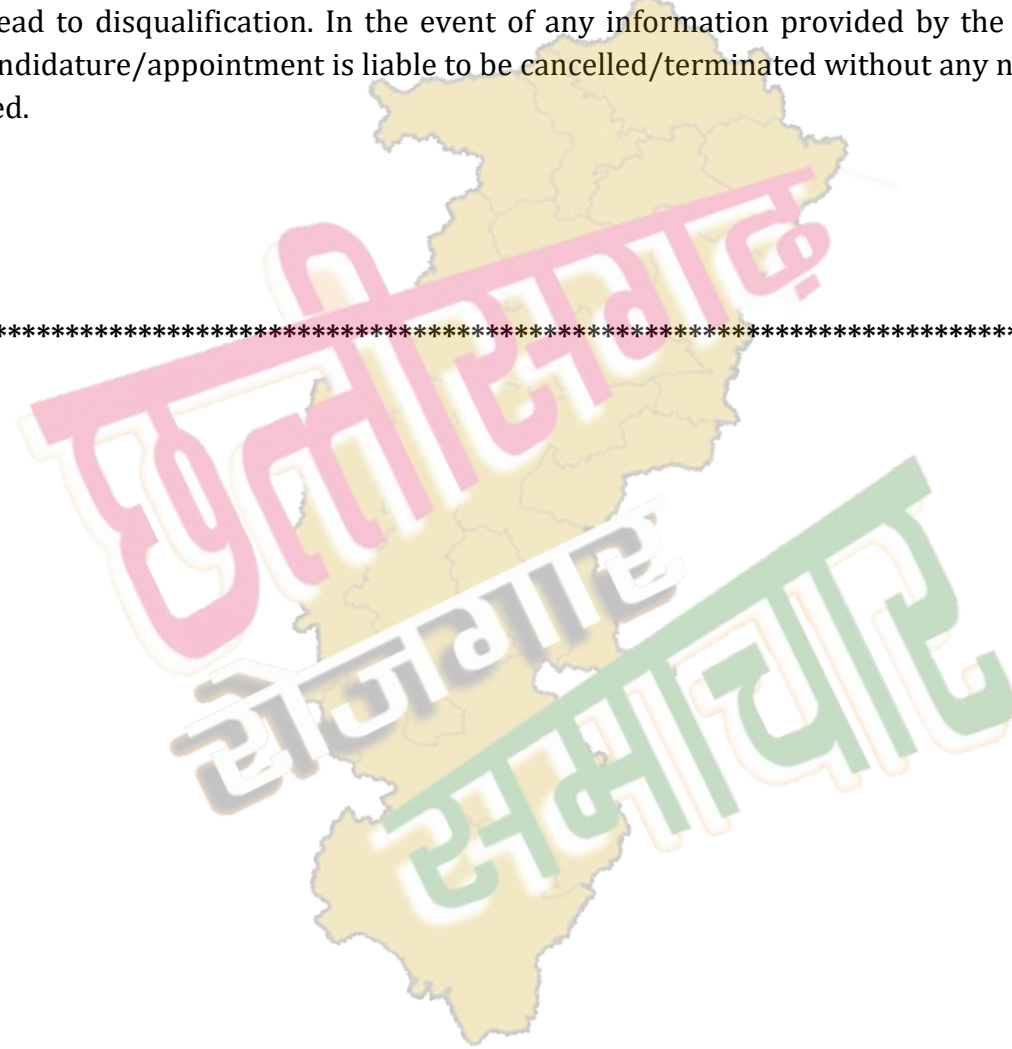 ead to disqualification. In the event of any information provided by the
ndidature/appointment is liable to be cancelled/terminated without any n
ed.
*************************************************************************
छत्तीसगढ़
रोजगार
समाचार